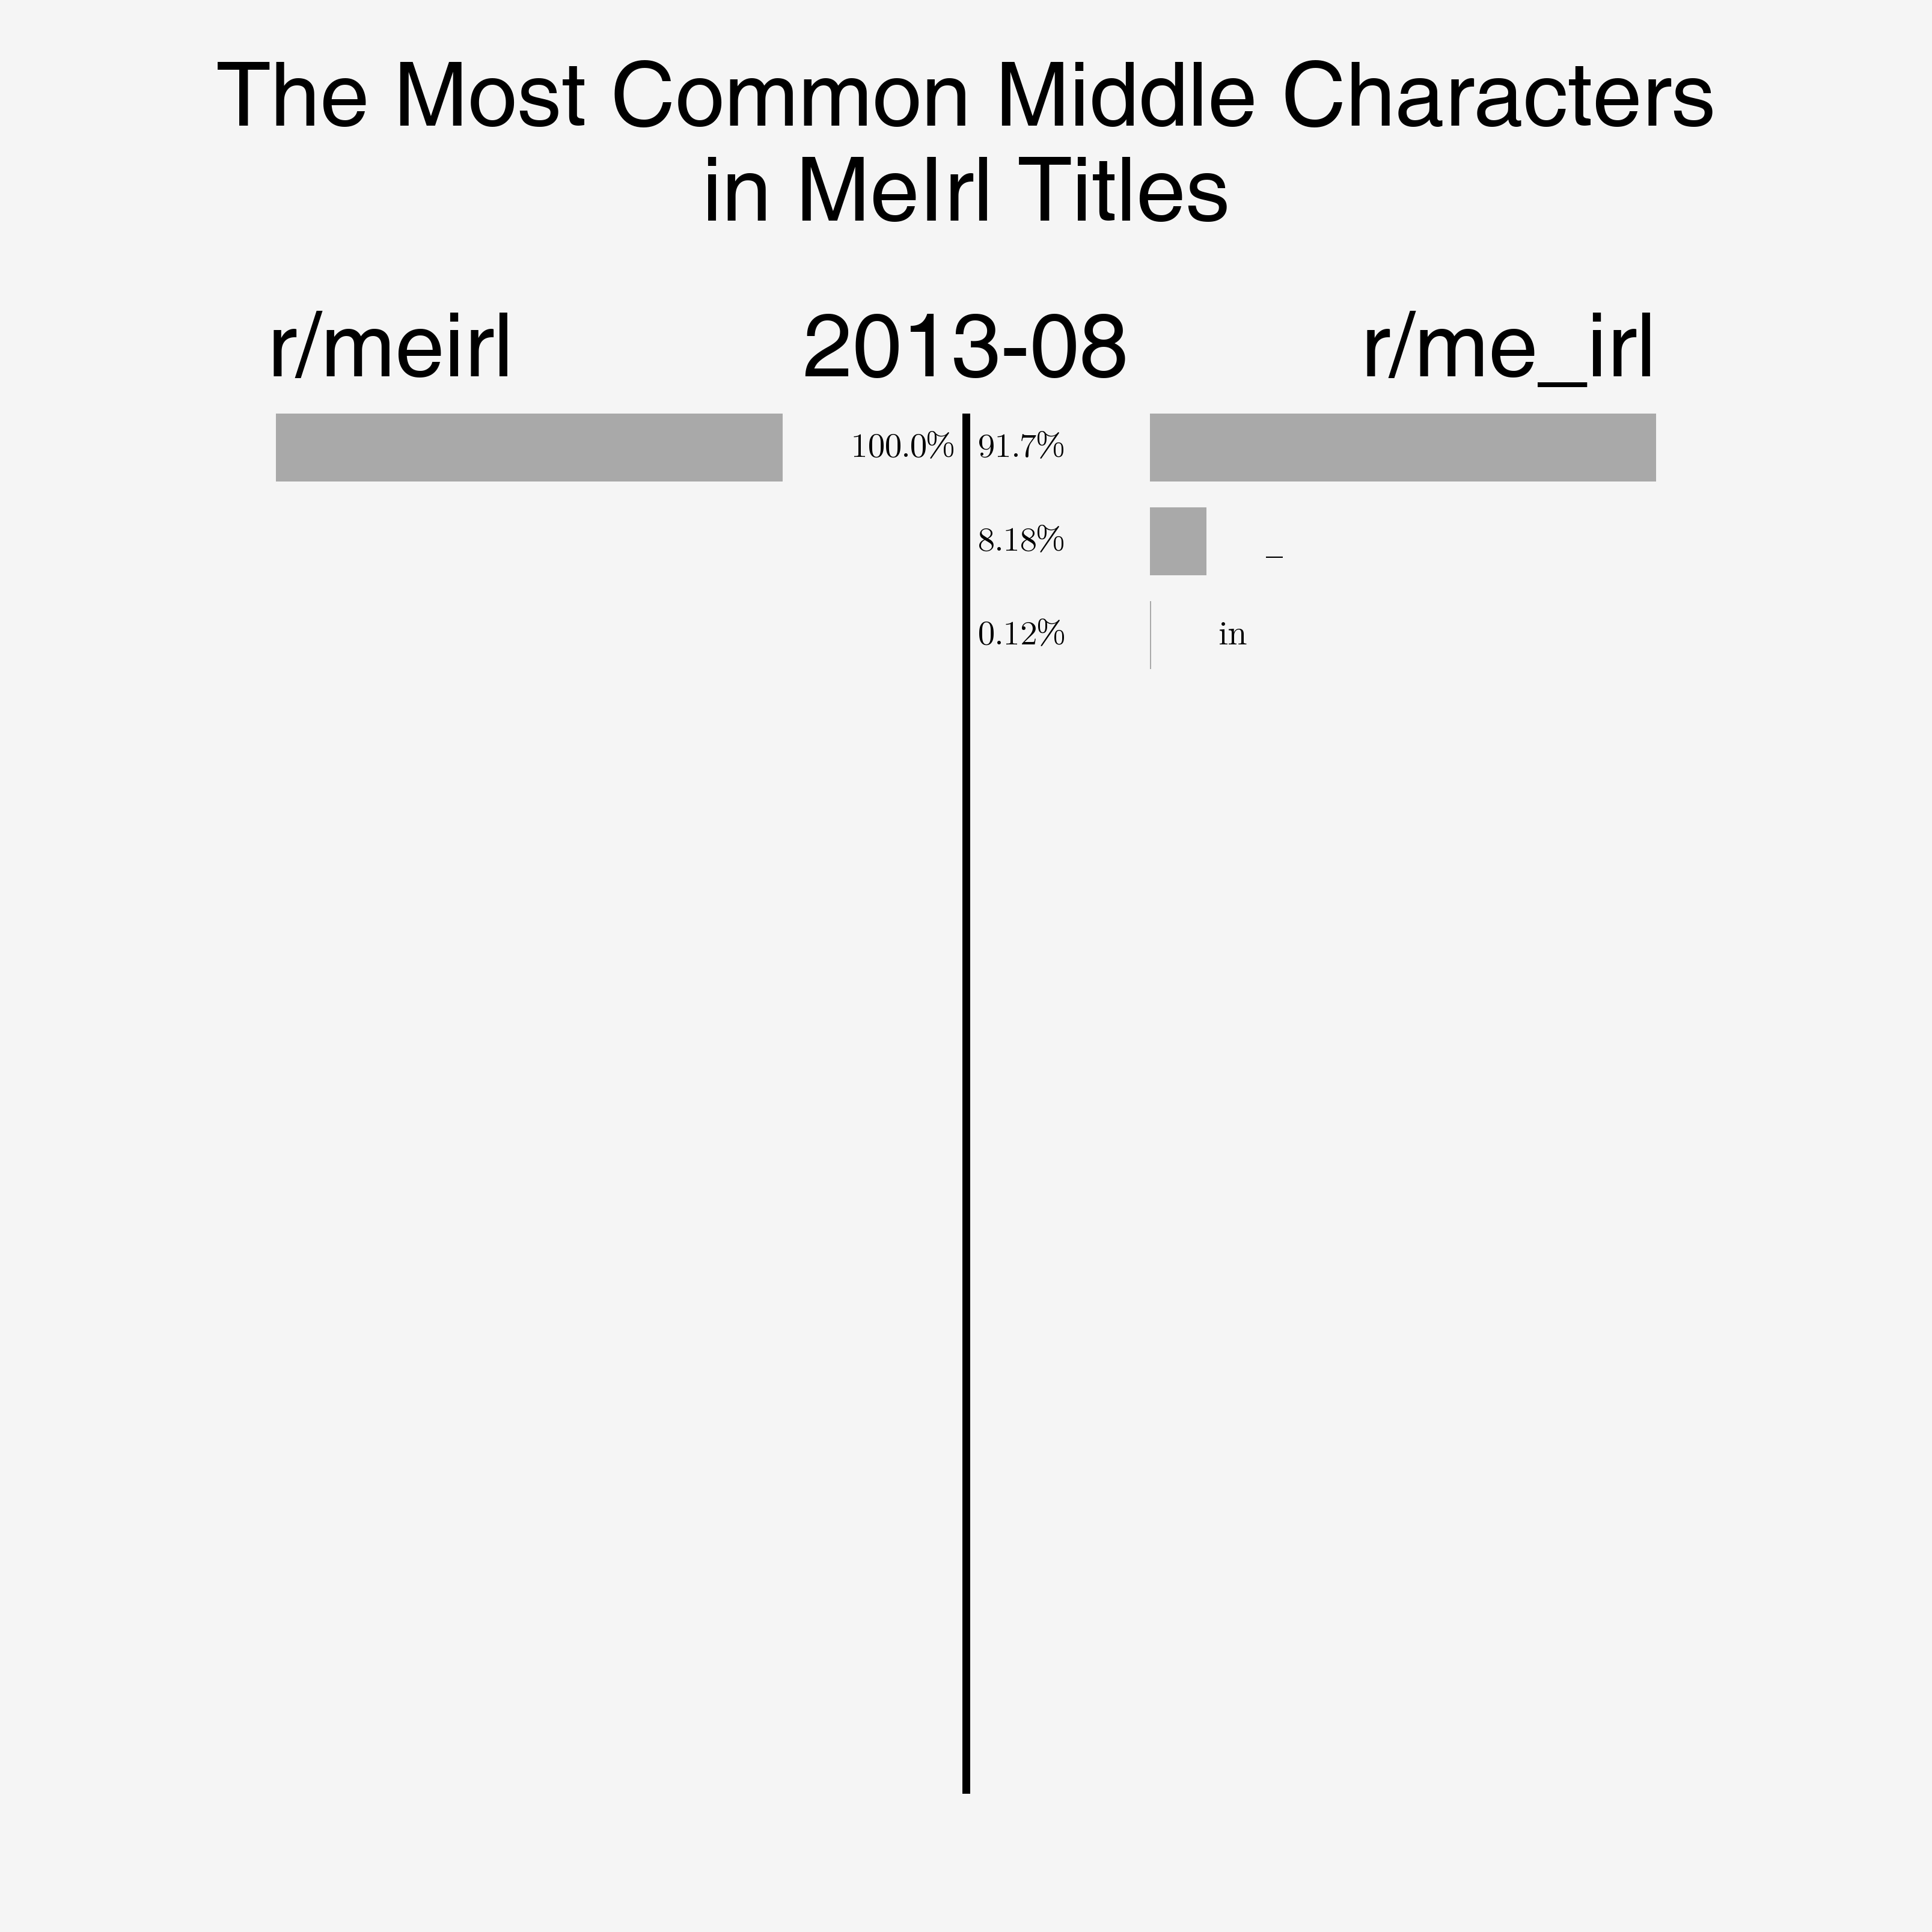 The Most Common Middle Characters
in MeIrl Titles
r/meirl 2013-08 r/me_irl
100.0% 91.7%
8.18% _
0.12% in